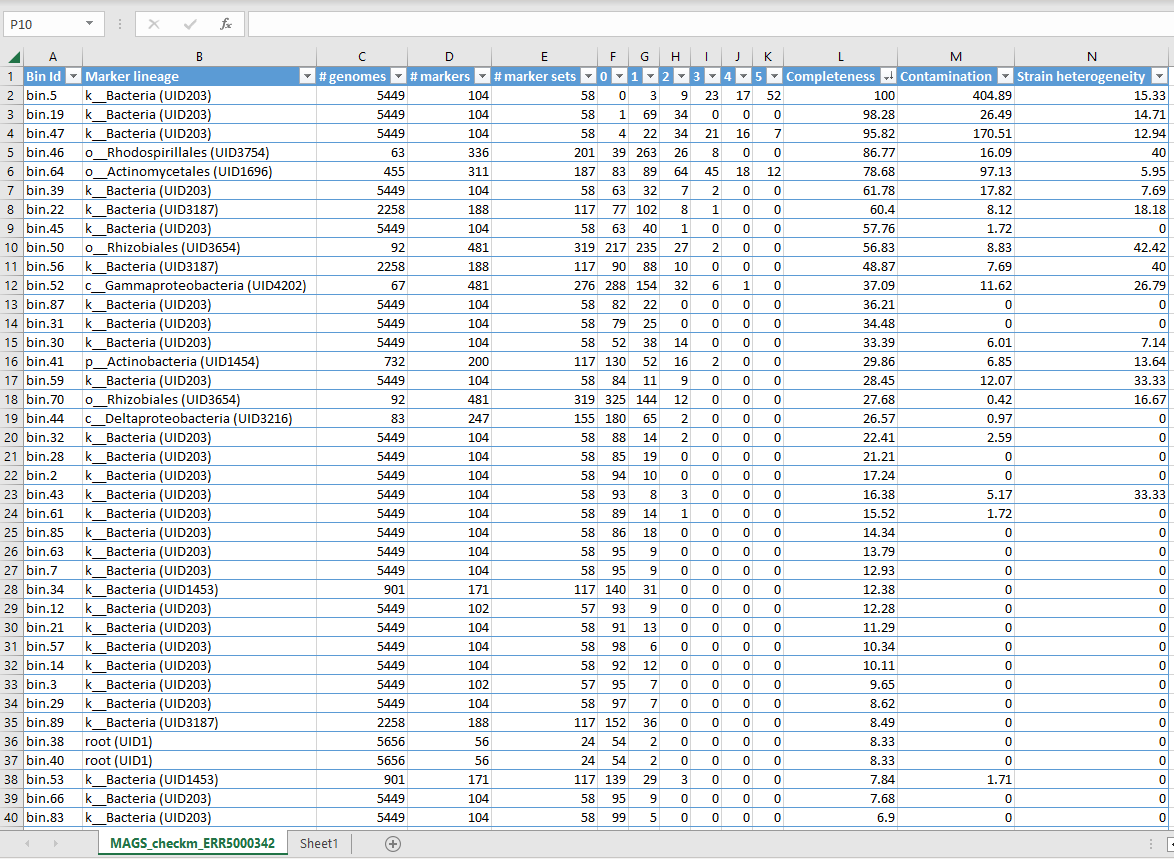 P10 fx
A B C D E F G H I J K L M N
1 Bin Id Marker lineage # genomes # markers # marker sets 0 1 2 3 4 5 Completeness Contamination Strain heterogeneity
2 bin.5 k__Bacteria (UID203) 5449 104 58 0 3 9 23 17 52 100 404.89 15.33
3 bin.19 k__Bacteria (UID203) 5449 104 58 1 69 34 0 0 0 98.28 26.49 14.71
4 bin.47 k__Bacteria (UID203) 5449 104 58 4 22 34 21 16 7 95.82 170.51 12.94
5 bin.46 o__Rhodospirillales (UID3754) 63 336 201 39 263 26 8 0 0 86.77 16.09 40
6 bin.64 o__Actinomycetales (UID1696) 455 311 187 83 89 64 45 18 12 78.68 97.13 5.95
7 bin.39 k__Bacteria (UID203) 5449 104 58 63 32 7 2 0 0 61.78 17.82 7.69
8 bin.22 k__Bacteria (UID3187) 2258 188 117 77 102 8 1 0 0 60.4 8.12 18.18
9 bin.45 k__Bacteria (UID203) 5449 104 58 63 40 1 0 0 0 57.76 1.72 0
10 bin.50 o__Rhizobiales (UID3654) 92 481 319 217 235 27 2 0 0 56.83 8.83 42.42
11 bin.56 k__Bacteria (UID3187) 2258 188 117 90 88 10 0 0 0 48.87 7.69 40
12 bin.52 c__Gammaproteobacteria (UID4202) 67 481 276 288 154 32 6 1 0 37.09 11.62 26.79
13 bin.87 k__Bacteria (UID203) 5449 104 58 82 22 0 0 0 0 36.21 0 0
14 bin.31 k__Bacteria (UID203) 5449 104 58 79 25 0 0 0 0 34.48 0 0
15 bin.30 k__Bacteria (UID203) 5449 104 58 52 38 14 0 0 0 33.39 6.01 7.14
16 bin.41 p__Actinobacteria (UID1454) 732 200 117 130 52 16 2 0 0 29.86 6.85 13.64
17 bin.59 k__Bacteria (UID203) 5449 104 58 84 11 9 0 0 0 28.45 12.07 33.33
18 bin.70 o__Rhizobiales (UID3654) 92 481 319 325 144 12 0 0 0 27.68 0.42 16.67
19 bin.44 c__Deltaproteobacteria (UID3216) 83 247 155 180 65 2 0 0 0 26.57 0.97 0
20 bin.32 k__Bacteria (UID203) 5449 104 58 88 14 2 0 0 0 22.41 2.59 0
21 bin.28 k__Bacteria (UID203) 5449 104 58 85 19 0 0 0 0 21.21 0 0
22 bin.2 k__Bacteria (UID203) 5449 104 58 94 10 0 0 0 0 17.24 0 0
23 bin.43 k__Bacteria (UID203) 5449 104 58 93 8 3 0 0 0 16.38 5.17 33.33
24 bin.61 k__Bacteria (UID203) 5449 104 58 89 14 1 0 0 0 15.52 1.72 0
25 bin.85 k__Bacteria (UID203) 5449 104 58 86 18 0 0 0 0 14.34 0 0
26 bin.63 k__Bacteria (UID203) 5449 104 58 95 9 0 0 0 0 13.79 0 0
27 bin.7 k__Bacteria (UID203) 5449 104 58 95 9 0 0 0 0 12.93 0 0
28 bin.34 k__Bacteria (UID1453) 901 171 117 140 31 0 0 0 0 12.38 0 0
29 bin.12 k__Bacteria (UID203) 5449 102 57 93 9 0 0 0 0 12.28 0 0
30 bin.21 k__Bacteria (UID203) 5449 104 58 91 13 0 0 0 0 11.29 0 0
31 bin.57 k__Bacteria (UID203) 5449 104 58 98 6 0 0 0 0 10.34 0 0
32 bin.14 k__Bacteria (UID203) 5449 104 58 92 12 0 0 0 0 10.11 0 0
33 bin.3 k__Bacteria (UID203) 5449 102 57 95 7 0 0 0 0 9.65 0 0
34 bin.29 k__Bacteria (UID203) 5449 104 58 97 7 0 0 0 0 8.62 0 0
35 bin.89 k__Bacteria (UID3187) 2258 188 117 152 36 0 0 0 0 8.49 0 0
36 bin.38 root (UID1) 5656 56 24 54 2 0 0 0 0 8.33 0 0
37 bin.40 root (UID1) 5656 56 24 54 2 0 0 0 0 8.33 0 0
38 bin.53 k__Bacteria (UID1453) 901 171 117 139 29 3 0 0 0 7.84 1.71 0
39 bin.66 k__Bacteria (UID203) 5449 104 58 95 9 0 0 0 0 7.68 0 0
40 bin.83 k__Bacteria (UID203) 5449 104 58 99 5 0 0 0 0 6.9 0 0
MAGS_checkm_ERR5000342 Sheet1